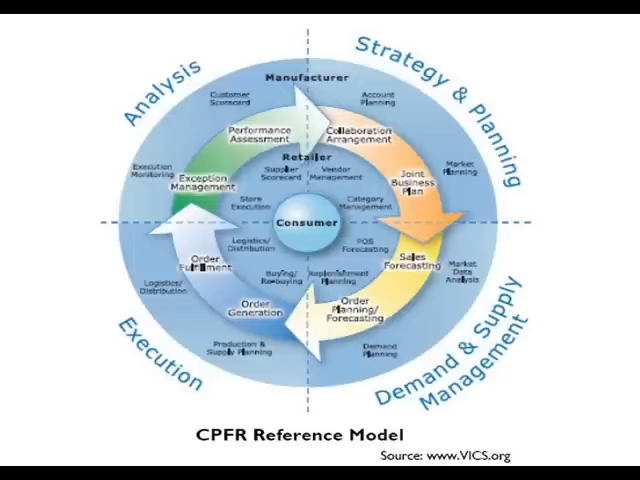 Analysis
Strategy & Planning
Manufacturer
Customer
Scorecard
Account
Planning
Performance
Assessment
Collaboration
Arrangement
Retailer
Execution
Monitoring
Exception
Management
Supplier
Scorecard
Vendor
Management
Joint
Business
Plan
Market
Planning
Store
Execution
Category
Management
Consumer
Logistics/
Distribution
POS
Forecasting
Order
Fulfillment
Sales
Forecasting
Market
Data
Analysis
Logistics/
Distribution
Buying/
Re-buying
Replenishment
Planning
Order
Generation
Order
Planning/
Forecasting
Production &
Supply Planning
Demand
Planning
Execution
Demand & Supply
Management
CPFR Reference Model
Source: www.VICS.org